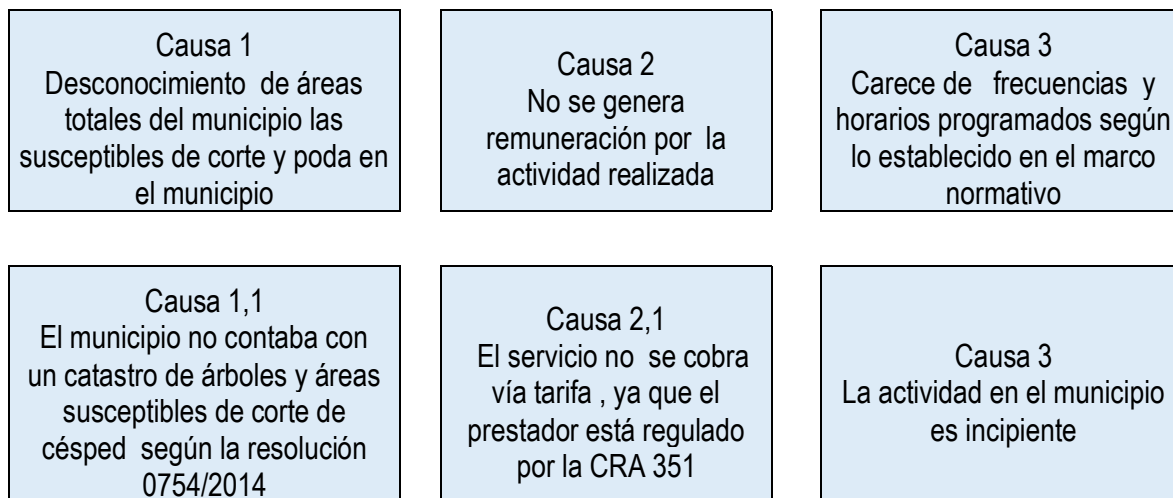 Causa 1
Desconocimiento de áreas
totales del municipio las
susceptibles de corte y poda en
el municipio
Causa 2
No se genera
remuneración por la
actividad realizada
Causa 3
Carece de frecuencias y
horarios programados según
lo establecido en el marco
normativo
Causa 1,1
El municipio no contaba con
un catastro de árboles y áreas
susceptibles de corte de
césped según la resolución
0754/2014
Causa 2,1
El servicio no se cobra
vía tarifa , ya que el
prestador está regulado
por la CRA 351
Causa 3
La actividad en el municipio
es incipiente